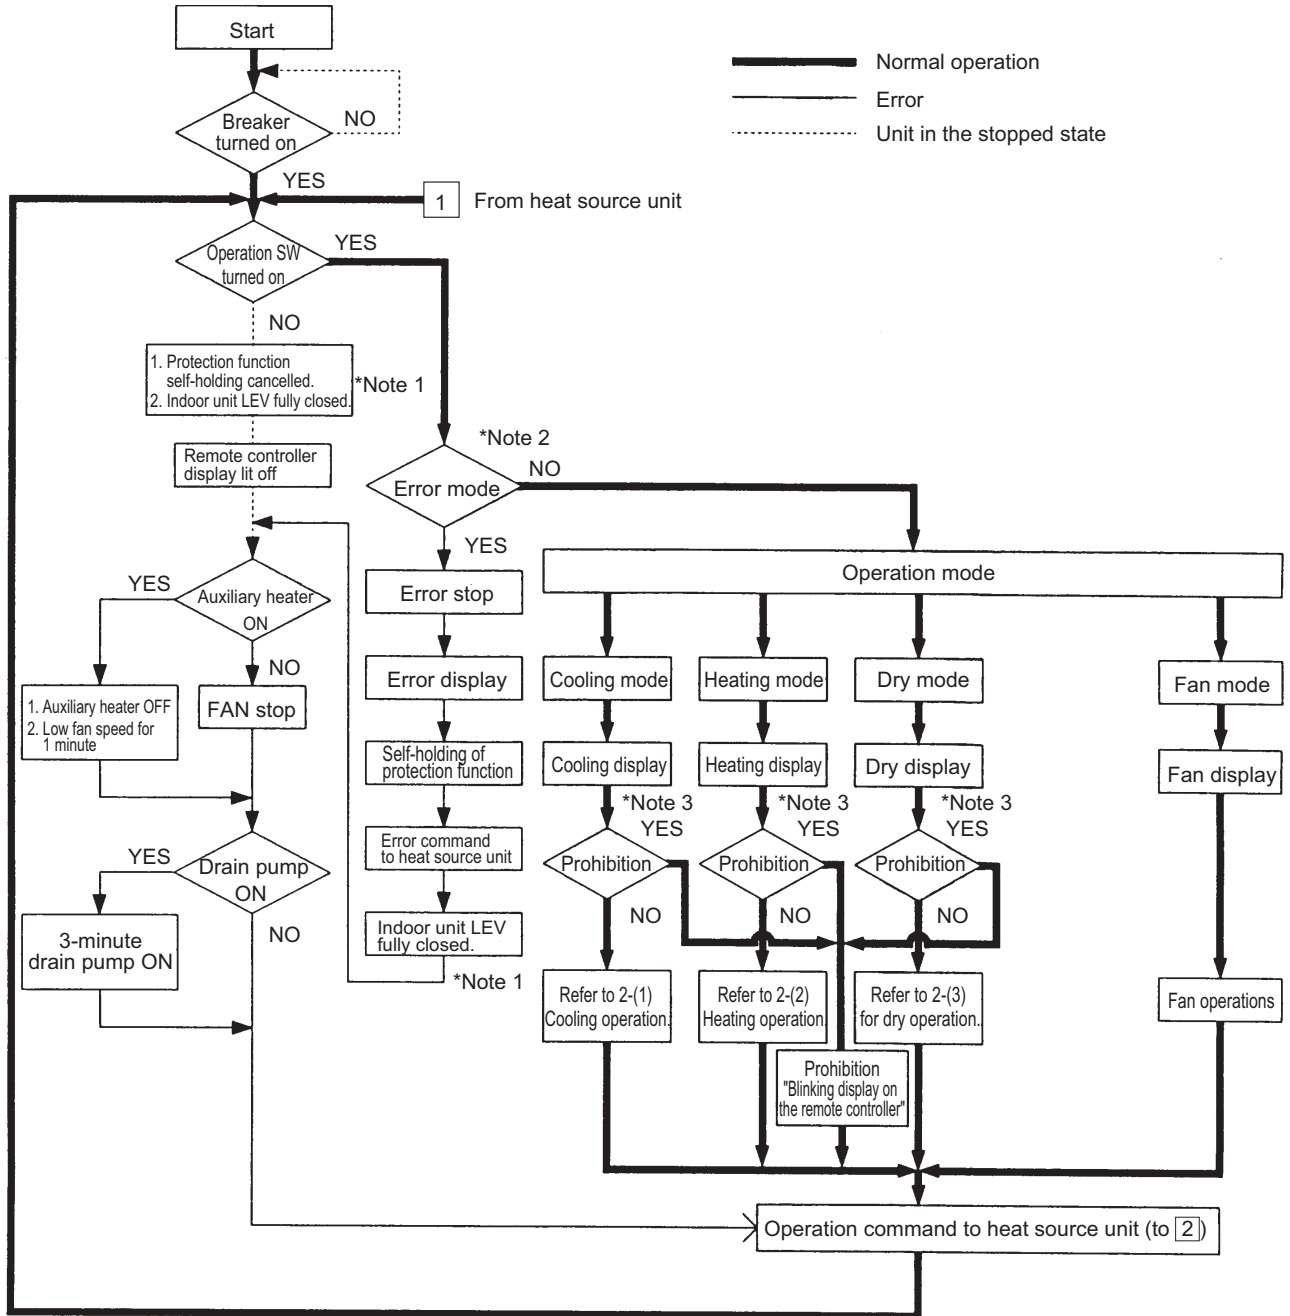 Start
Normal operation
Error
Unit in the stopped state
Breaker
turned on
NO
YES
1 From heat source unit
Operation SW
turned on
YES
NO
1. Protection function
self-holding cancelled.
2. Indoor unit LEV fully closed.
*Note 1
Remote controller
display lit off
*Note 2
Error mode
NO
YES
Auxiliary heater
ON
YES
NO
1. Auxiliary heater OFF
2. Low fan speed for
1 minute
FAN stop
Drain pump
ON
YES
NO
3-minute
drain pump ON
Error stop
Error display
Self-holding of
protection function
Error command
to heat source unit
Indoor unit LEV
fully closed.
*Note 1
Operation mode
Cooling mode
Heating mode
Dry mode
Fan mode
Cooling display
Heating display
Dry display
Fan display
*Note 3
YES
*Note 3
YES
*Note 3
YES
Prohibition
Prohibition
Prohibition
NO
NO
NO
Refer to 2-(1)
Cooling operation.
Refer to 2-(2)
Heating operation.
Refer to 2-(3)
for dry operation..
Fan operations
Prohibition
"Blinking display on
the remote controller"
Operation command to heat source unit (to 2)